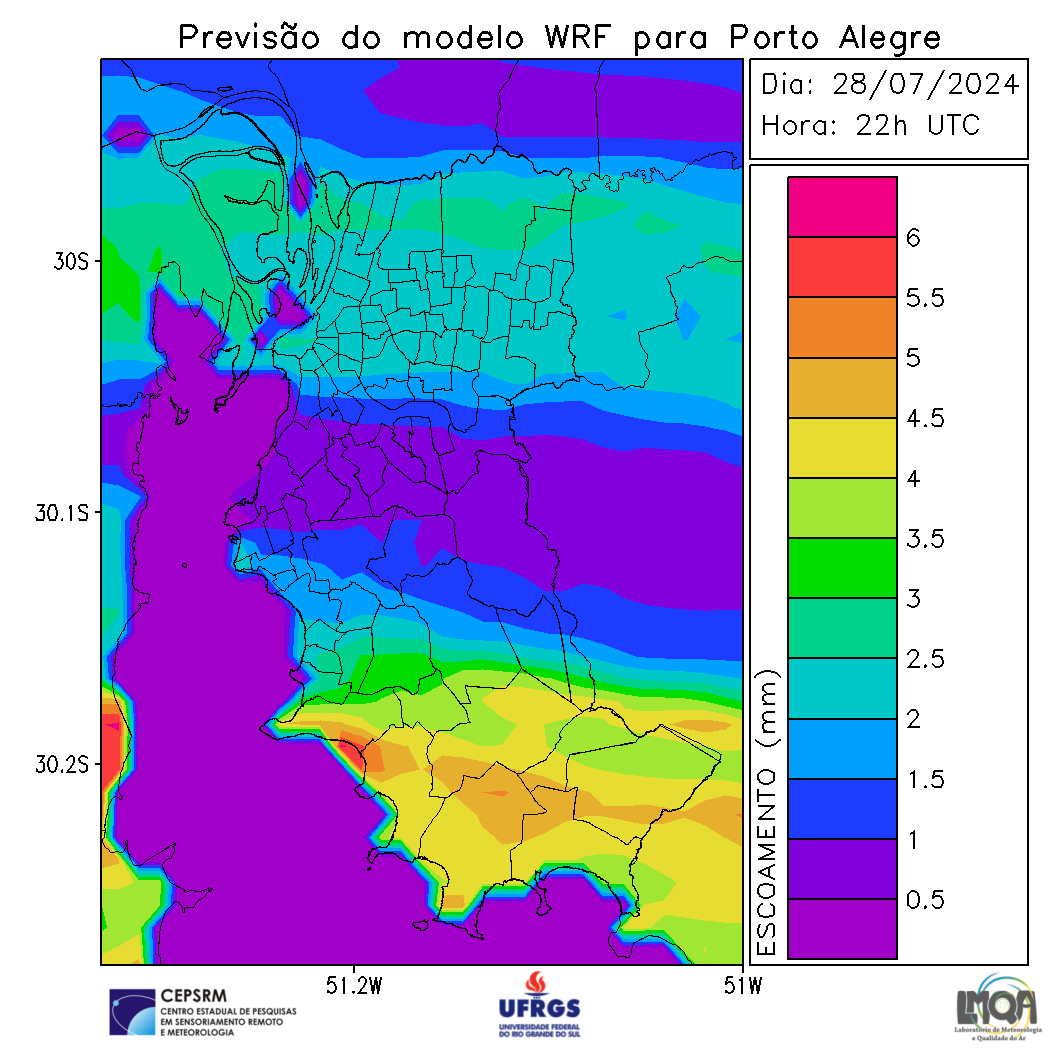 Previsão do modelo WRF para Porto Alegre
Dia: 28/07/2024
Hora: 22h UTC
30S
30.1S
30.2S
51.2W
51W
6
5.5
5
4.5
4
3.5
3
2.5
2
1.5
1
0.5
ESCOAMENTO (mm)
CEPSRM
CENTRO ESTADUAL DE PESQUISAS
EM SENSORIAMENTO REMOTO
E METEOROLOGIA
UFRGS
UNIVERSIDADE FEDERAL
DO RIO GRANDE DO SUL
LMQA
Laboratório de Meteorologia
e Qualidade do Ar